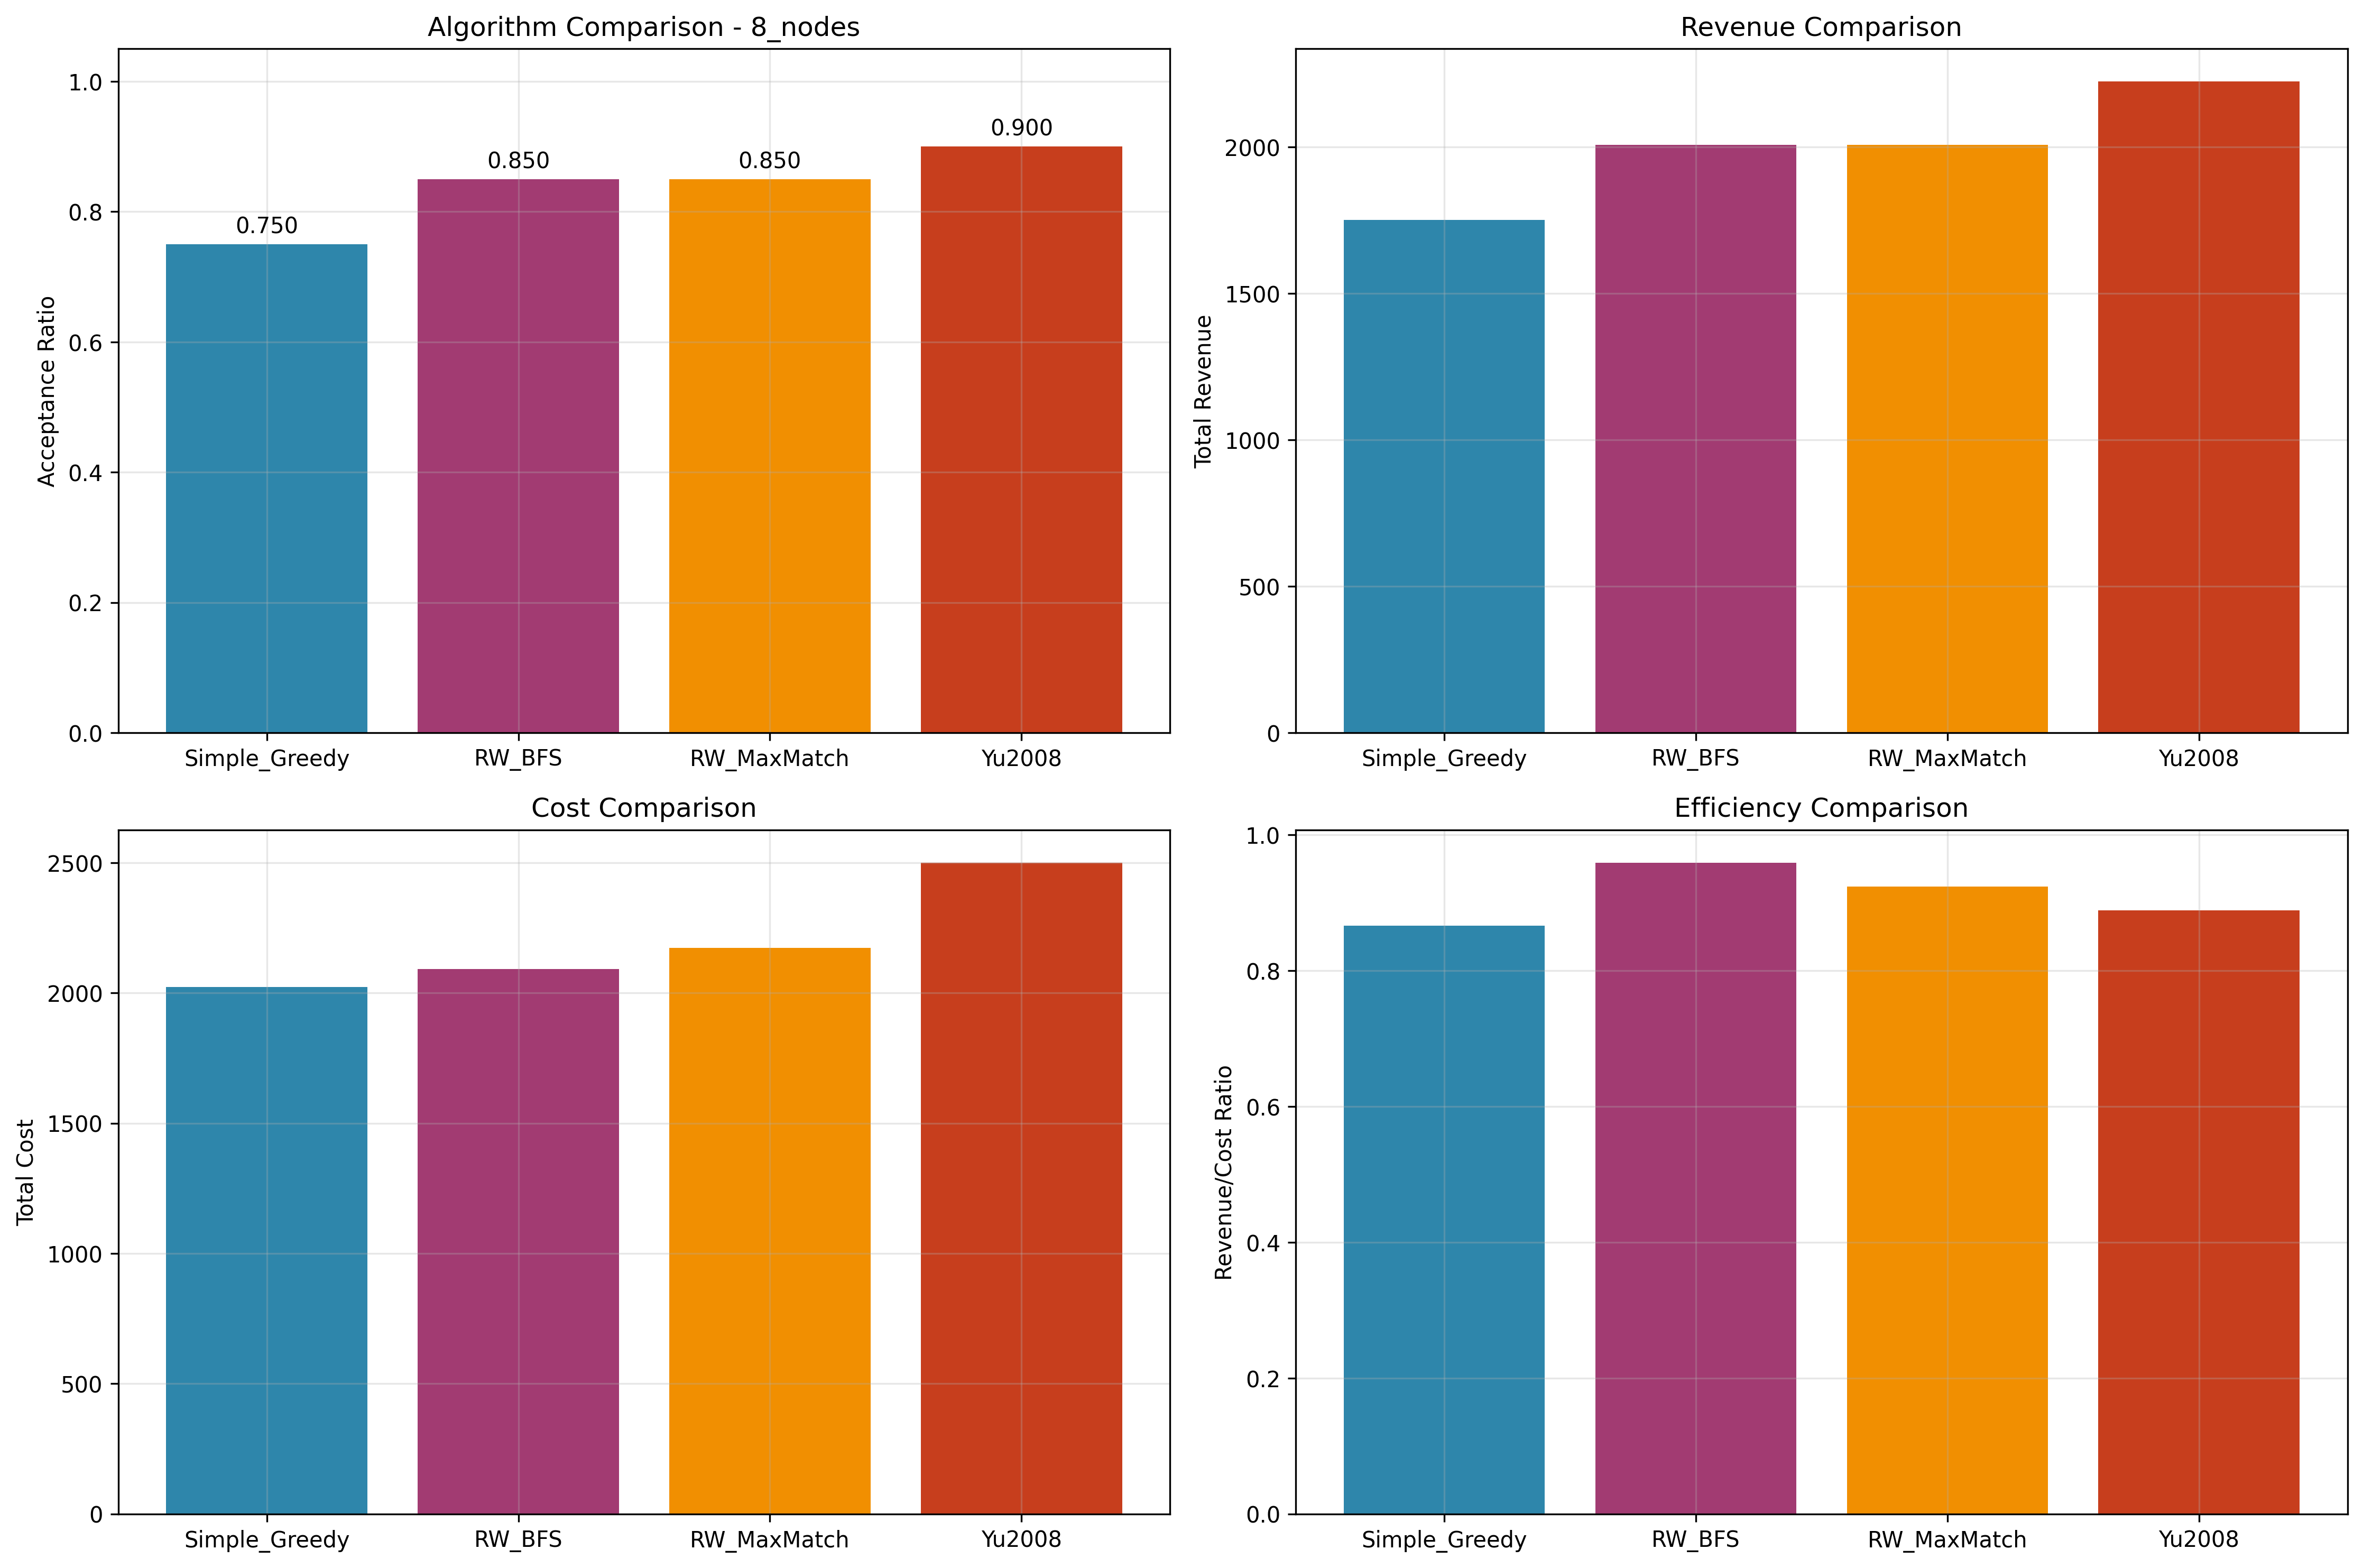 Algorithm Comparison - 8_nodes
Acceptance Ratio
1.0
0.8
0.6
0.4
0.2
0.0
0.750
0.850
0.850
0.900
Simple_Greedy
RW_BFS
RW_MaxMatch
Yu2008
Revenue Comparison
Total Revenue
2000
1500
1000
500
0
Simple_Greedy
RW_BFS
RW_MaxMatch
Yu2008
Cost Comparison
Total Cost
2500
2000
1500
1000
500
0
Simple_Greedy
RW_BFS
RW_MaxMatch
Yu2008
Efficiency Comparison
Revenue/Cost Ratio
1.0
0.8
0.6
0.4
0.2
0.0
Simple_Greedy
RW_BFS
RW_MaxMatch
Yu2008